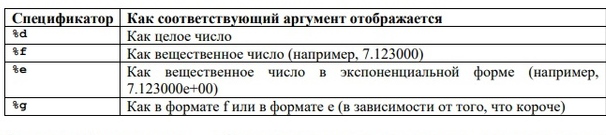 Спецификатор Как соответствующий аргумент отображается
%d Как целое число
%f Как вещественное число (например, 7.123000)
%e Как вещественное число в экспоненциальной форме (например,
7.123000e+00)
%g Как в формате f или в формате e (в зависимости от того, что короче)